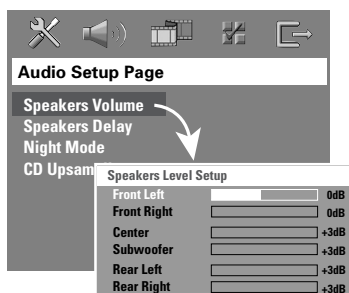 Audio Setup Page
Speakers Volume
Speakers Delay
Night Mode
CD
Speakers Level Setup
Front Left 0dB
Front Right 0dB
Center +3dB
Subwoofer +3dB
Rear Left +3dB
Rear Right +3dB